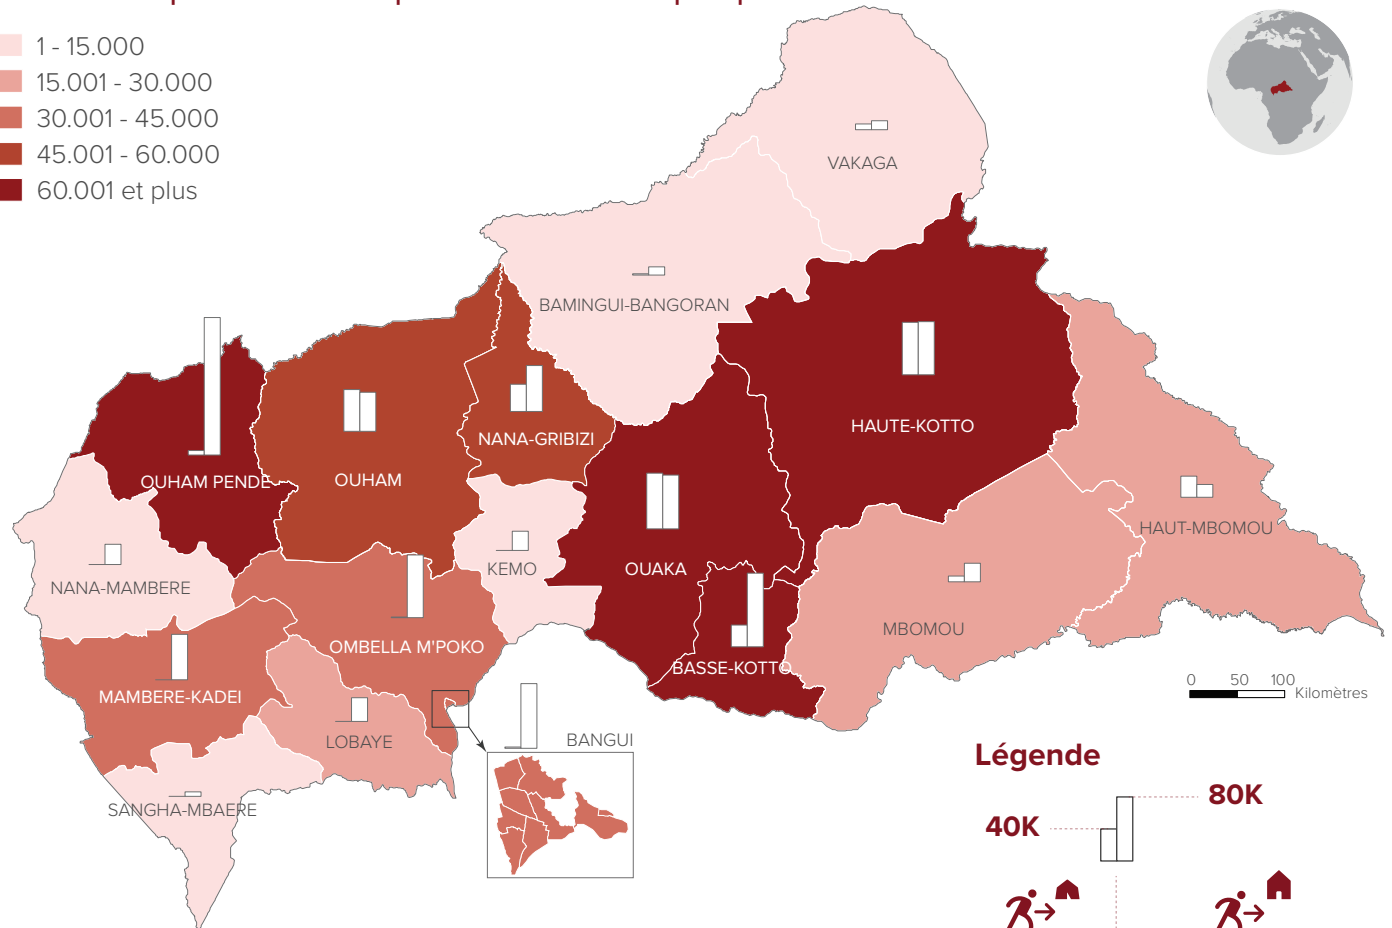 1 - 15.000
15.001 - 30.000
30.001 - 45.000
45.001 - 60.000
60.001 et plus
VAKAGA
BAMINGUI-BANGORAN
HAUTE-KOTTO
NANA-GRIBIZI
OUHAM PENDE
OUHAM
HAUT-MBOMOU
KEMO
OUAKA
NANA-MAMBERE
MBOMOU
OMBELLA M'POKO
BASSE-KOTTO
MAMBERE-KADEI
LOBAYE
BANGUI
SANGHA-MBAERE
0 50 100
Kilomètres
Légende
80K
40K